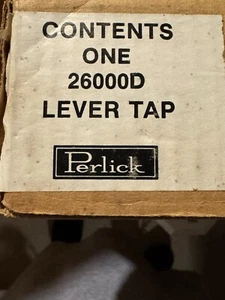 CONTENTS
ONE
26000D
LEVER TAP
Perlick